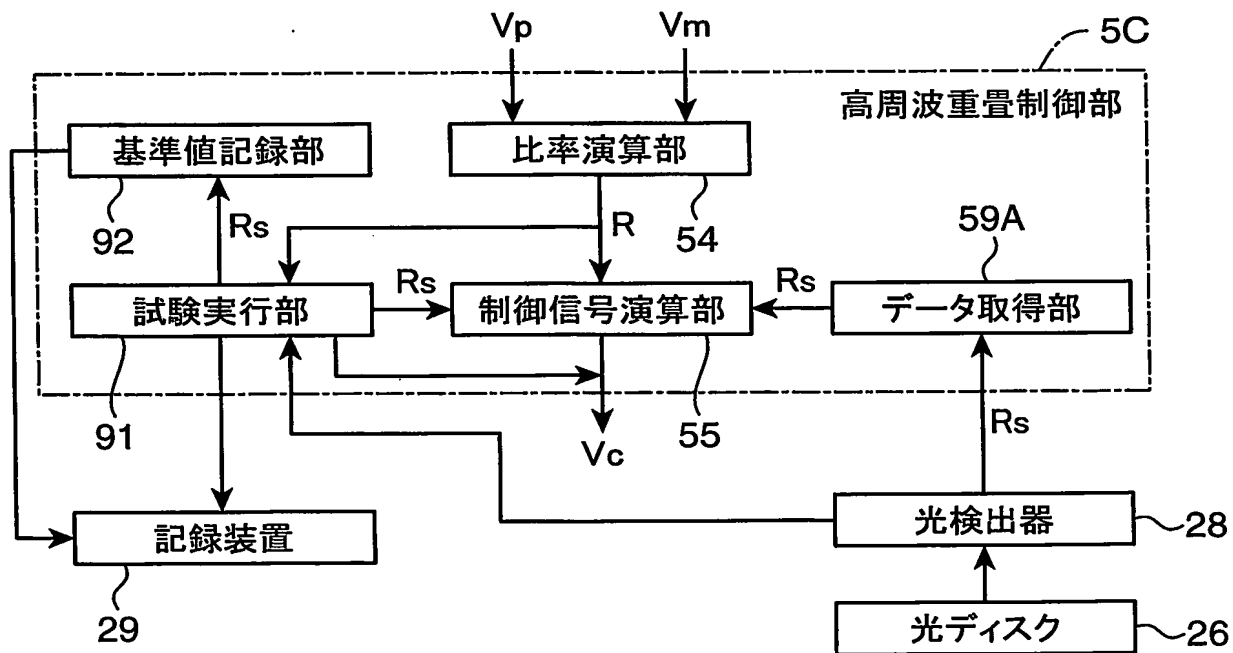 Vp
Vm
5C
高周波重畳制御部
基準値記録部
比率演算部
92
Rs
R
54
59A
試験実行部
Rs
制御信号演算部
Rs
データ取得部
91
Vc
55
Rs
記録装置
光検出器
28
29
光ディスク
26